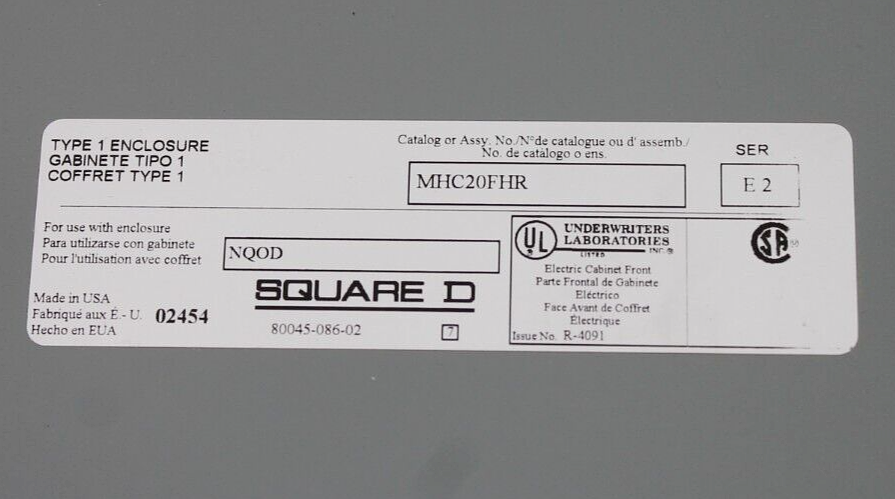 TYPE 1 ENCLOSURE
GABINETE TIPO 1
COFFRET TYPE 1
Catalog or Assy. No./N°de catalogue ou d' assemb./
No. de catálogo o ens.
MHC20FHR
SER
E 2
For use with enclosure
Para utilizarse con gabinete
Pour l'utilisation avec coffret
NQOD
Made in USA
Fabriqué aux É.- U.
Hecho en EUA
02454
SQUARE D
80045-086-02
7
UL
UNDERWRITERS
LABORATORIES
INC.®
LISTED
Electric Cabinet Front
Parte Frontal de Gabinete
Eléctrico
Face Avant de Coffret
Électrique
Issue No. R-4091
SA